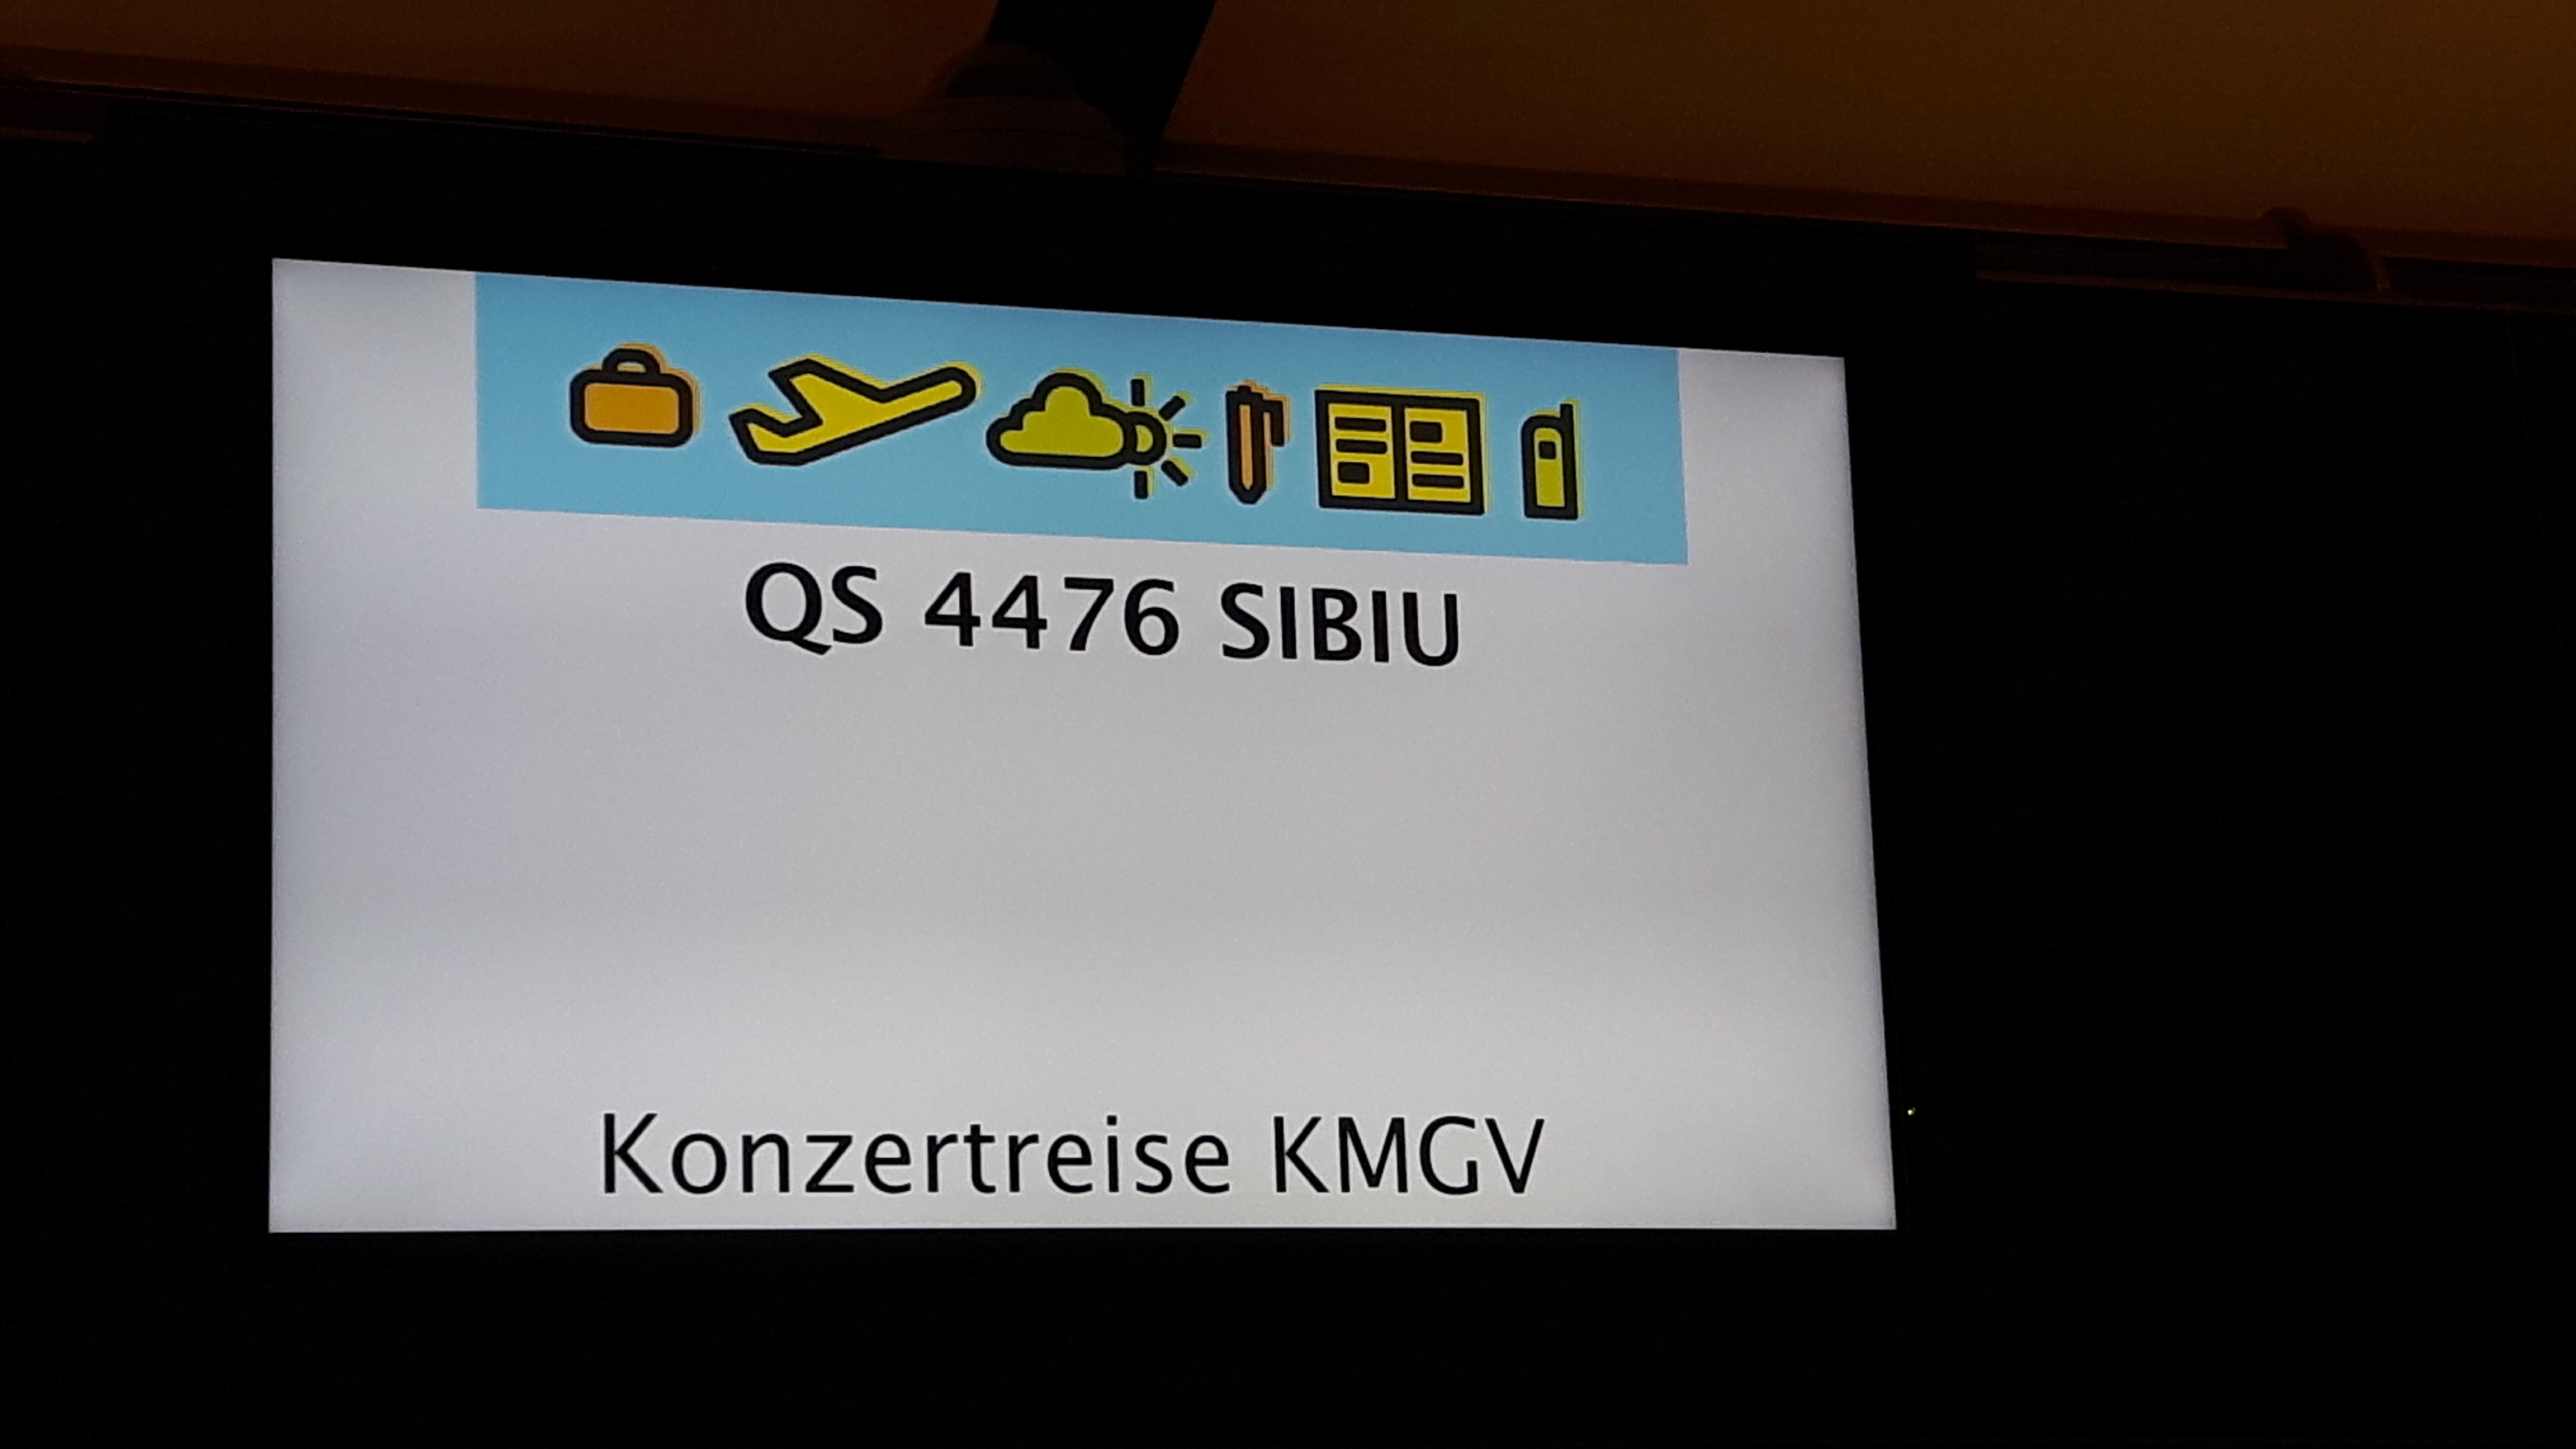 QS 4476 SIBIU
Konzertreise KMGV